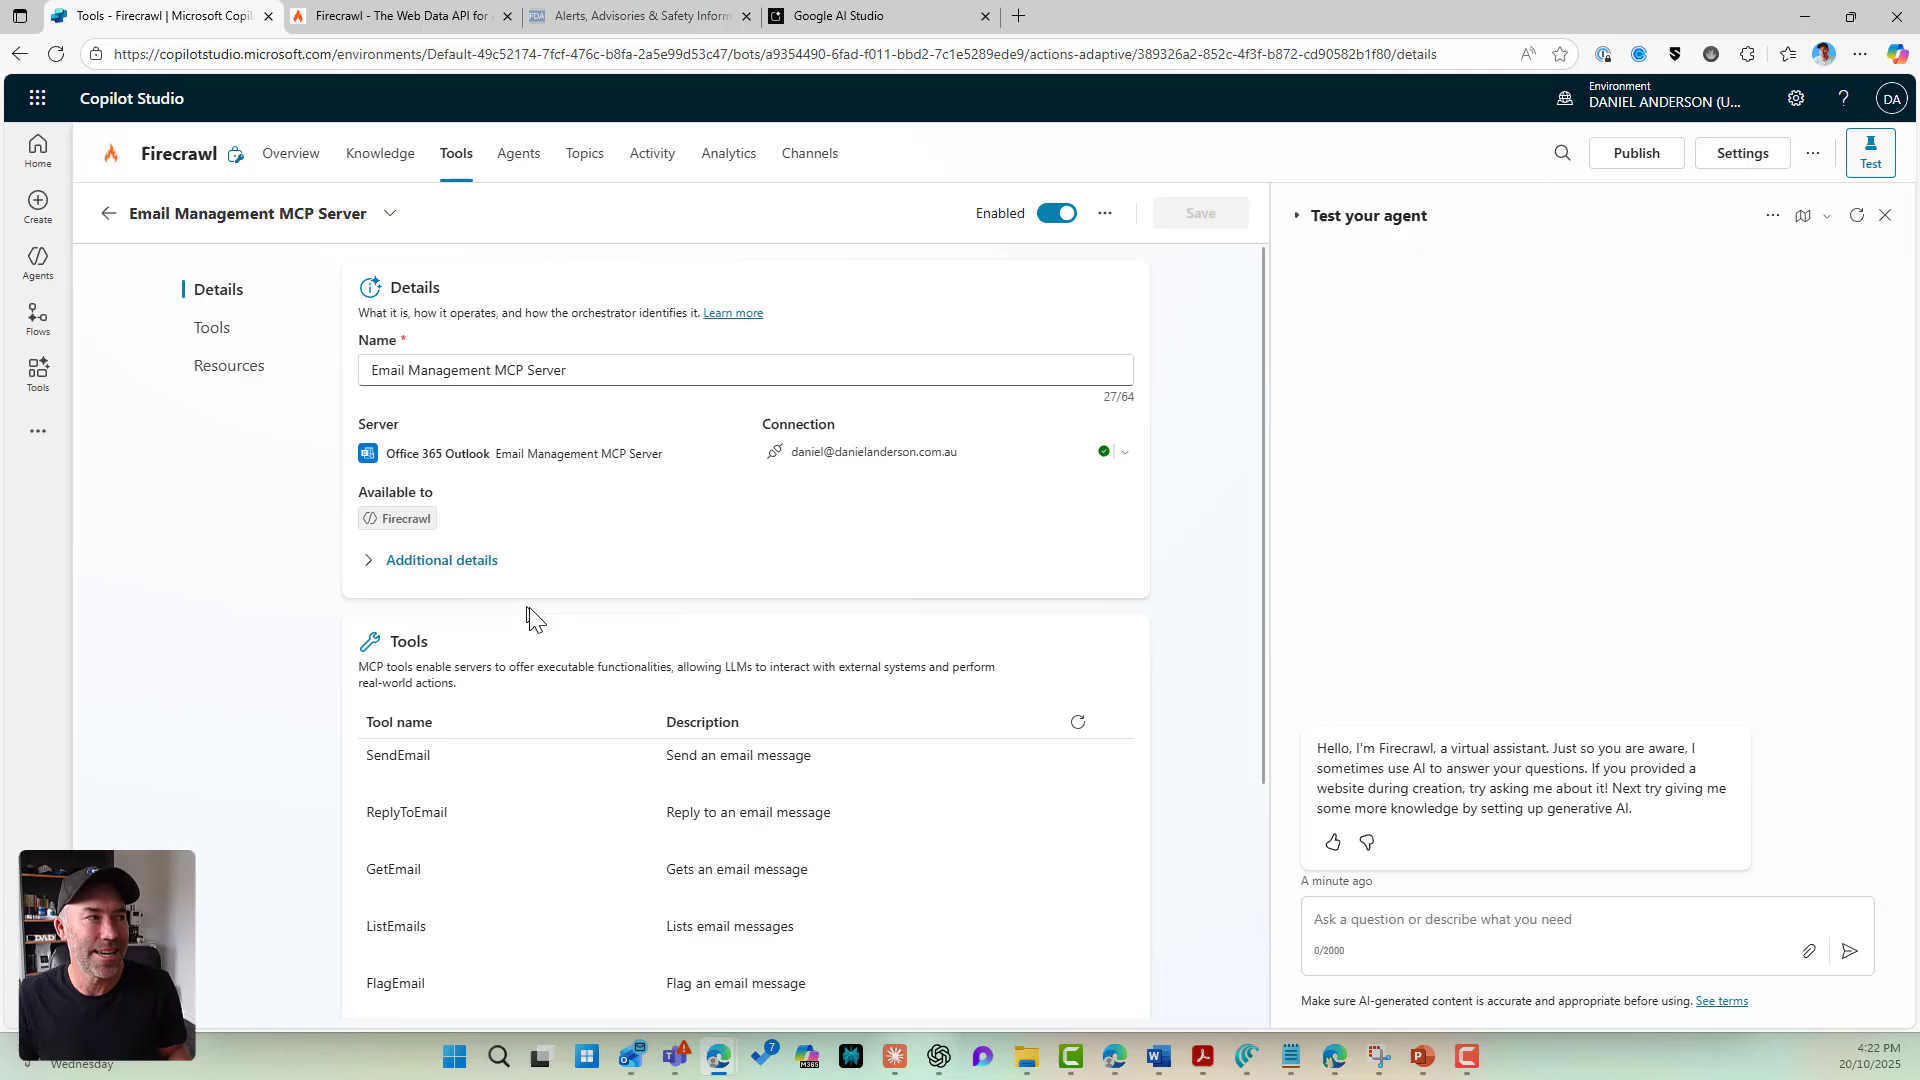 Tools - Firecrawl | Microsoft Copil
Firecrawl - The Web Data API for
Alerts, Advisories & Safety Inform
Google AI Studio
https://copilotstudio.microsoft.com/environments/Default-49c52174-7fcf-476c-b8fa-2a5e99d53c47/bots/a9354490-6fad-f011-bbd2-7c1e5289ede9/actions-adaptive/389326a2-852c-4f3f-b872-cd90582b1f80/details
Copilot Studio
Environment
DANIEL ANDERSON (U...
DA
Home
Create
Agents
Flows
Tools
Firecrawl
Overview
Knowledge
Tools
Agents
Topics
Activity
Analytics
Channels
Publish
Settings
Test
Email Management MCP Server
Enabled
Save
Details
Tools
Resources
Details
What it is, how it operates, and how the orchestrator identifies it. Learn more
Name *
Email Management MCP Server
27/64
Server
Connection
Office 365 Outlook Email Management MCP Server
daniel@danielanderson.com.au
Available to
Firecrawl
Additional details
Tools
MCP tools enable servers to offer executable functionalities, allowing LLMs to interact with external systems and perform
real-world actions.
Tool name
Description
SendEmail
Send an email message
ReplyToEmail
Reply to an email message
GetEmail
Gets an email message
ListEmails
Lists email messages
FlagEmail
Flag an email message
Test your agent
Hello, I'm Firecrawl, a virtual assistant. Just so you are aware, I
sometimes use AI to answer your questions. If you provided a
website during creation, try asking me about it! Next try giving me
some more knowledge by setting up generative AI.
A minute ago
Ask a question or describe what you need
0/2000
Make sure AI-generated content is accurate and appropriate before using. See terms
DAD
Wednesday
7
M365
4:22 PM
20/10/2025